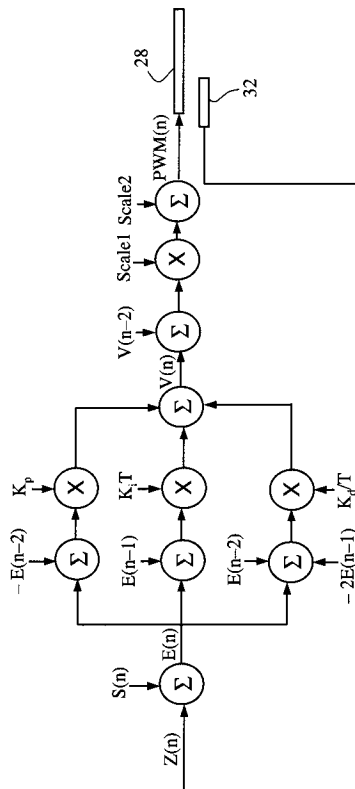 Z(n)
S(n)
Σ
E(n)
– E(n–2)
Σ
K_p
X
E(n–1)
Σ
K_iT
X
E(n–2)
Σ
– 2E(n–1)
X
K_d/T
Σ
V(n)
V(n–2)
Σ
Scale1
X
Scale2
Σ
PWM(n)
28
32